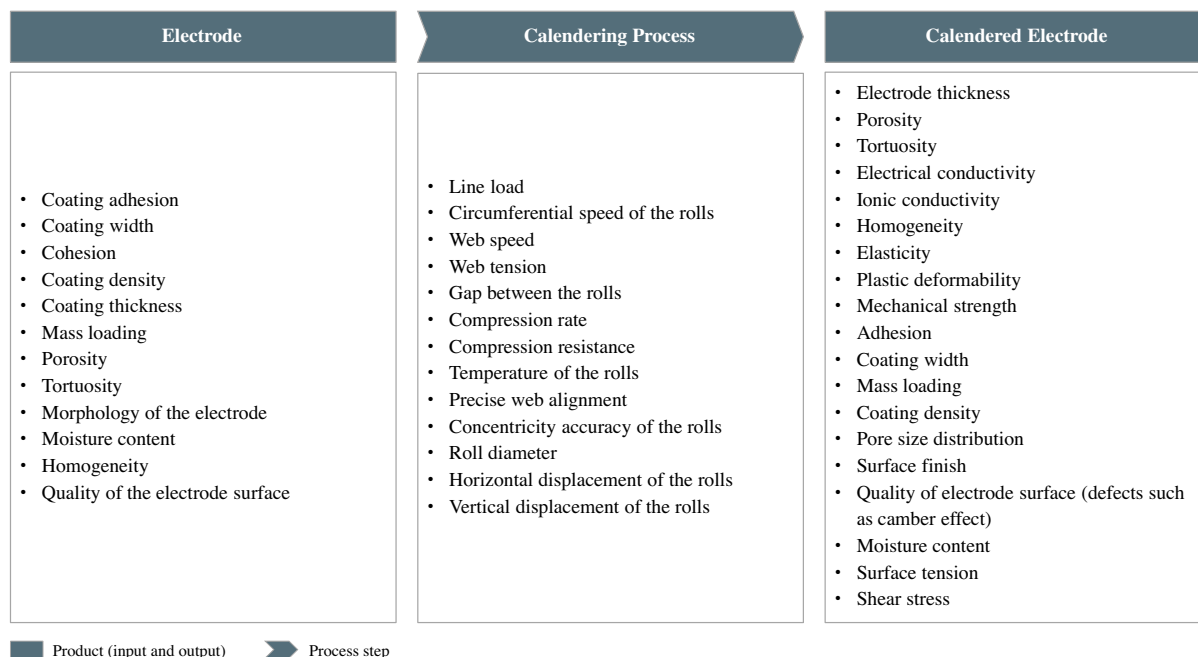 Electrode
Calendering Process
Calendered Electrode
• Coating adhesion
• Coating width
• Cohesion
• Coating density
• Coating thickness
• Mass loading
• Porosity
• Tortuosity
• Morphology of the electrode
• Moisture content
• Homogeneity
• Quality of the electrode surface
• Line load
• Circumferential speed of the rolls
• Web speed
• Web tension
• Gap between the rolls
• Compression rate
• Compression resistance
• Temperature of the rolls
• Precise web alignment
• Concentricity accuracy of the rolls
• Roll diameter
• Horizontal displacement of the rolls
• Vertical displacement of the rolls
• Electrode thickness
• Porosity
• Tortuosity
• Electrical conductivity
• Ionic conductivity
• Homogeneity
• Elasticity
• Plastic deformability
• Mechanical strength
• Adhesion
• Coating width
• Mass loading
• Coating density
• Pore size distribution
• Surface finish
• Quality of electrode surface (defects such
as camber effect)
• Moisture content
• Surface tension
• Shear stress
Product (input and output)
Process step